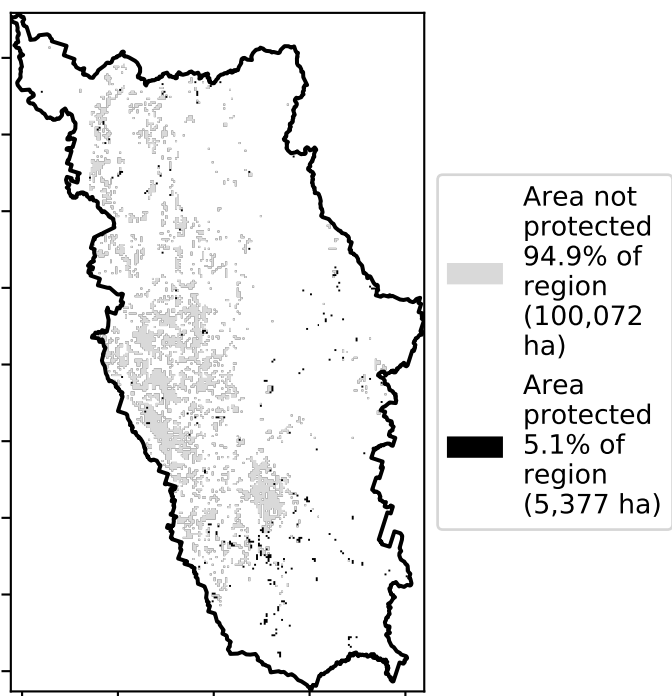 Area not
protected
94.9% of
region
(100,072
ha)
Area
protected
5.1% of
region
(5,377 ha)